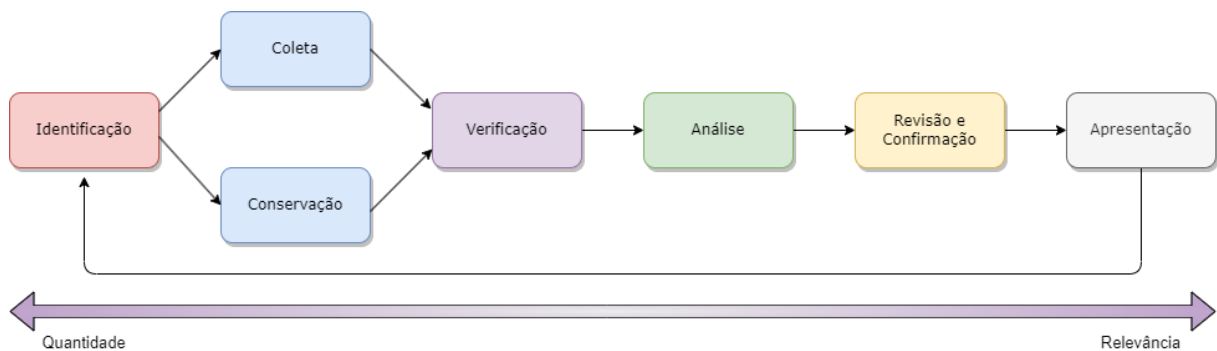 Coleta
Identificação
Conservação
Verificação
Análise
Revisão e
Confirmação
Apresentação
Quantidade
Relevância